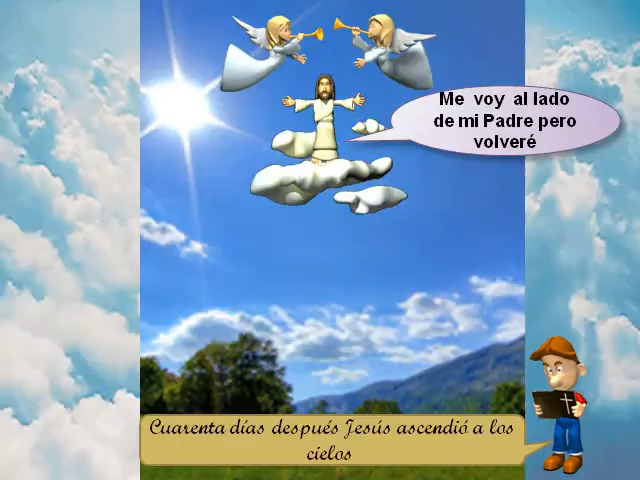 Me voy al lado
de mi Padre pero
volveré
Cuarenta días después Jesús ascendió a los
cielos